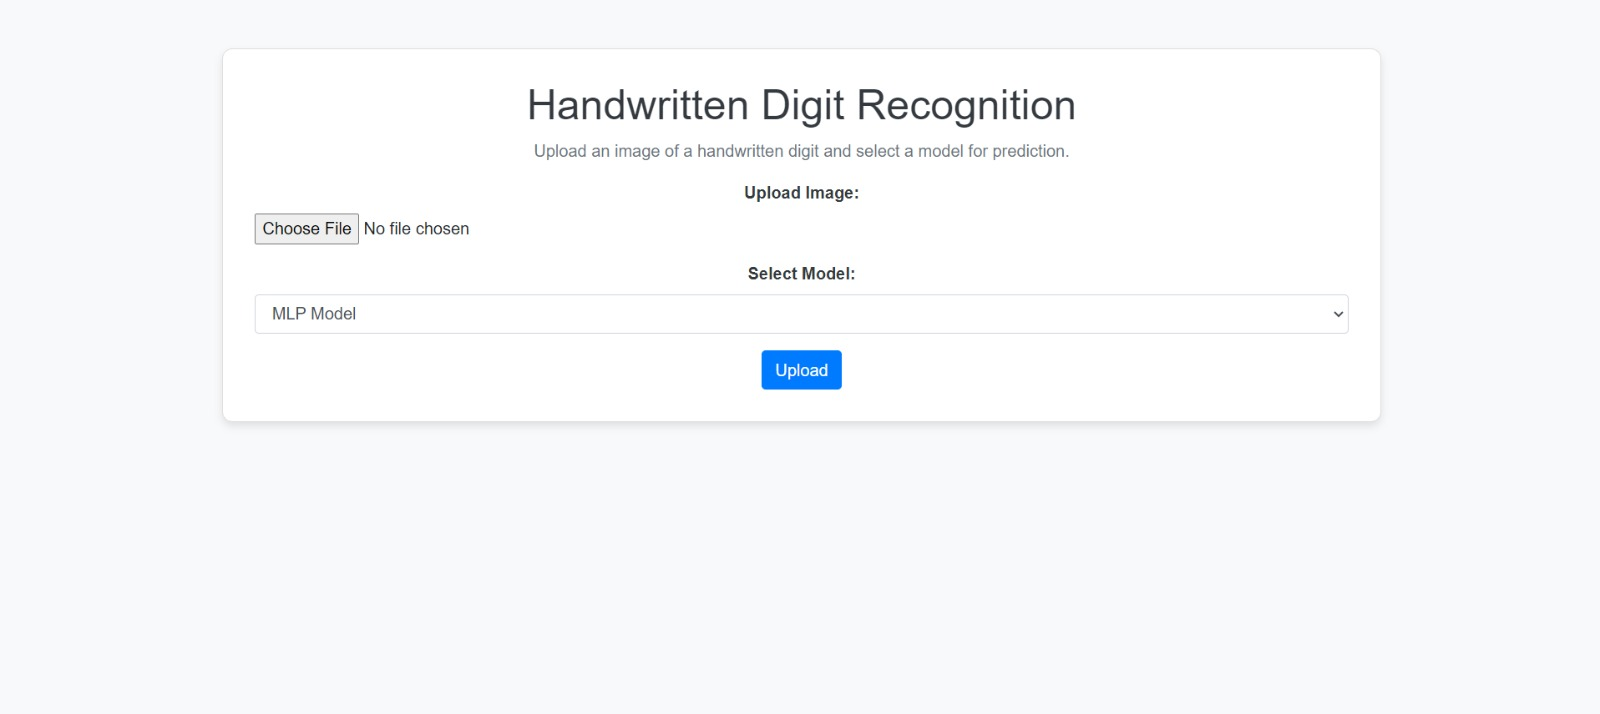 Handwritten Digit Recognition
Upload an image of a handwritten digit and select a model for prediction.
Upload Image:
Choose File No file chosen
Select Model:
MLP Model
Upload